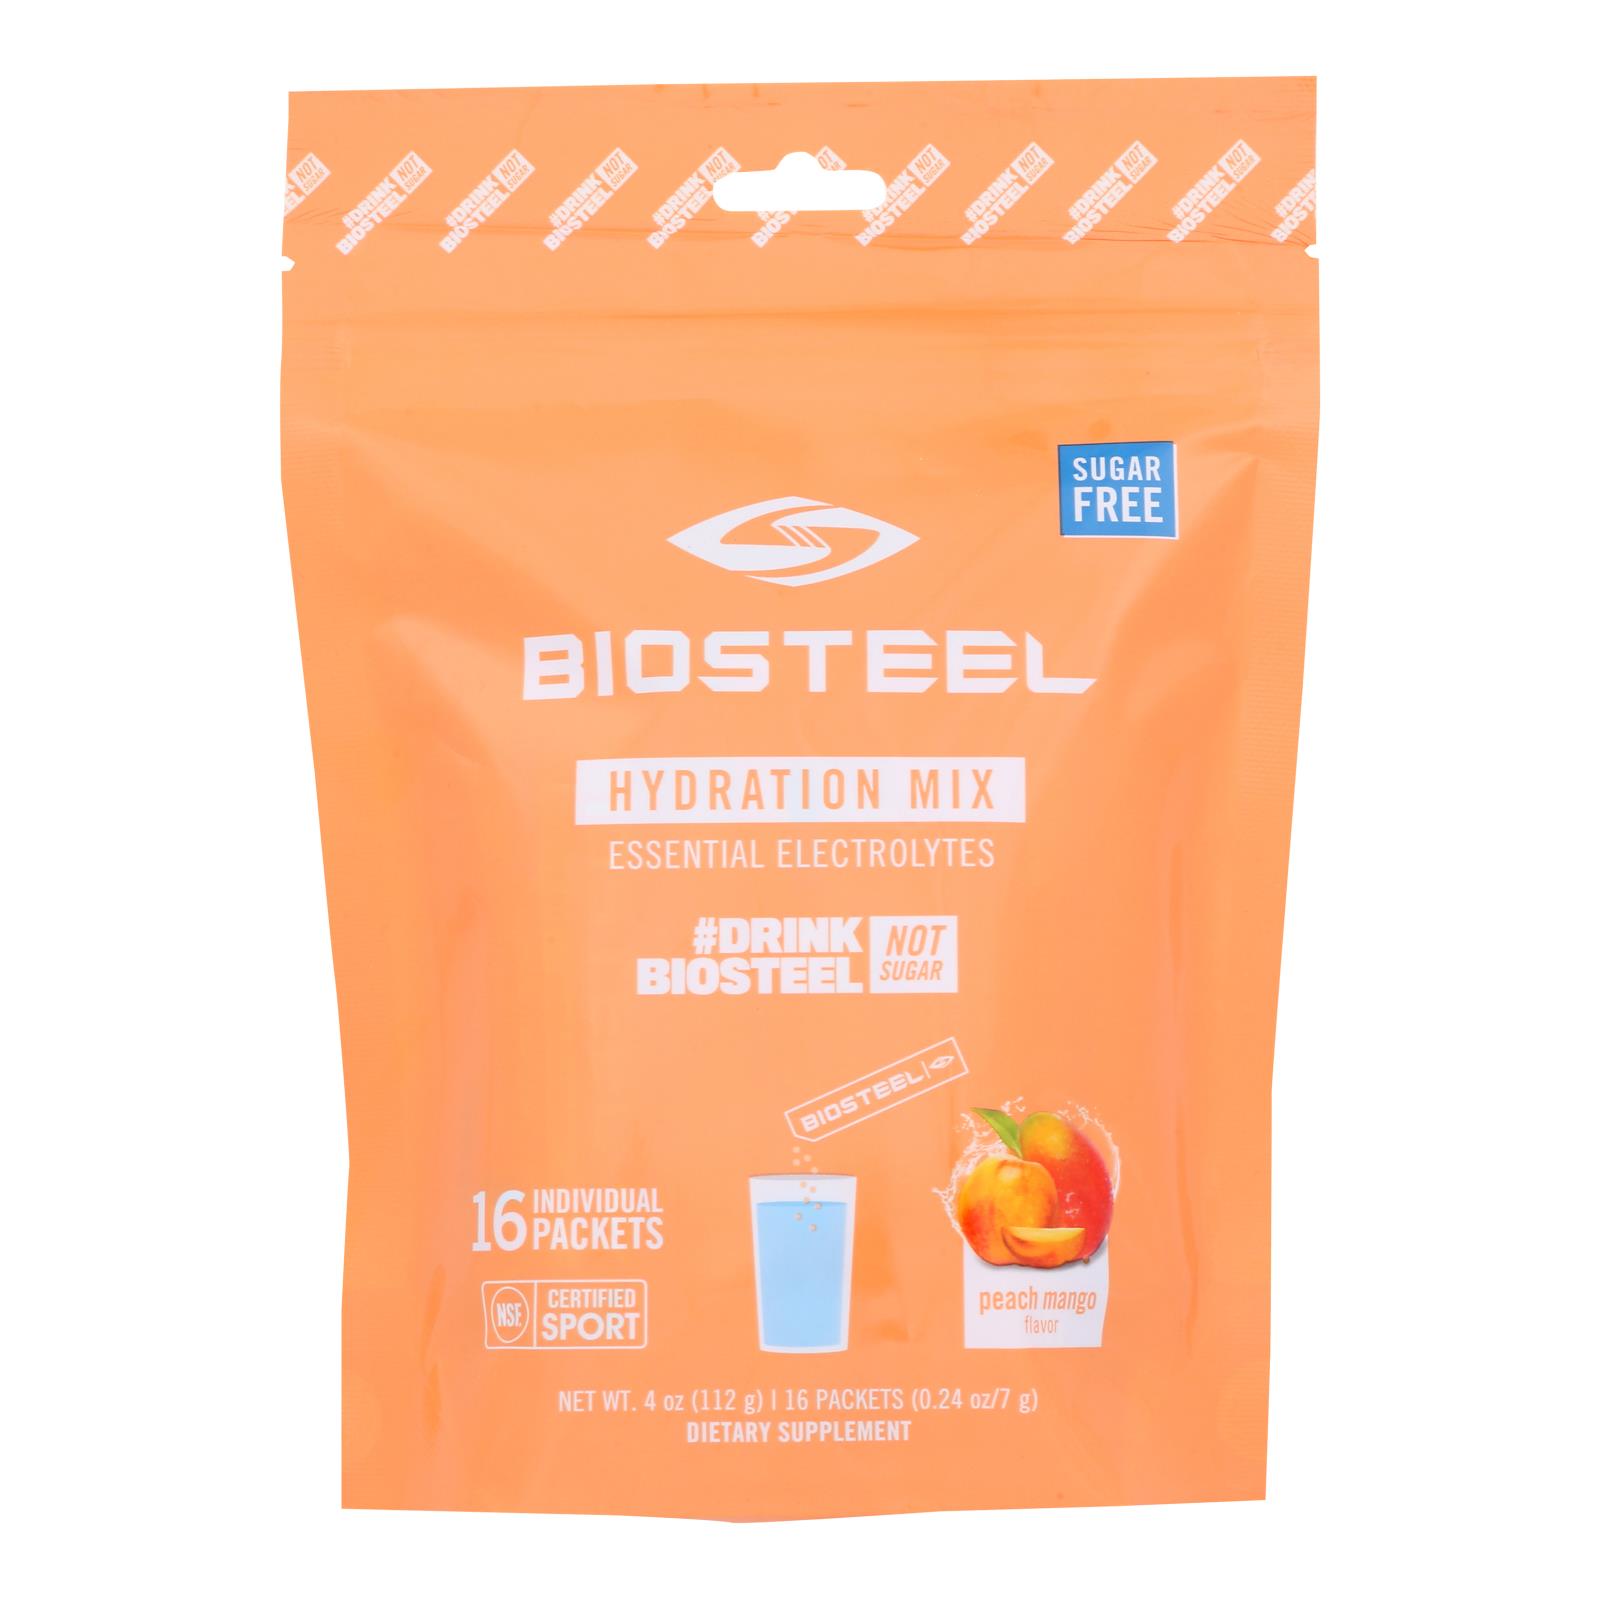 #DRINK BIOSTEEL NOT SUGAR
SUGAR
FREE
BIOSTEEL
HYDRATION MIX
ESSENTIAL ELECTROLYTES
#DRINK
BIOSTEEL
NOT
SUGAR
BIOSTEEL
16 INDIVIDUAL
PACKETS
NSF.
CERTIFIED
SPORT
peach mango
flavor
NET WT. 4 oz (112 g) | 16 PACKETS (0.24 oz/7 g)
DIETARY SUPPLEMENT